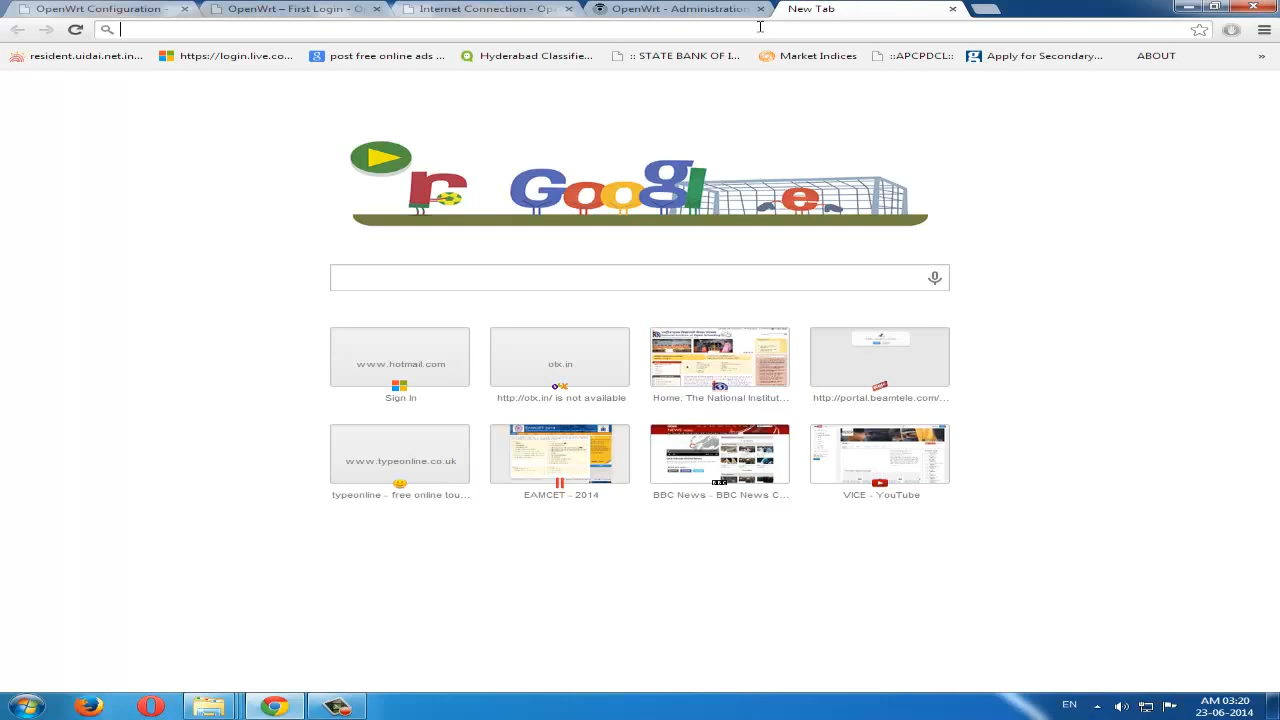 OpenWrt Configuration -
OpenWrt – First Login - O
Internet Connection - Op
OpenWrt - Administration
New Tab
resident.uidai.net.in...
https://login.live.co...
post free online ads ...
Hyderabad Classifie...
:: STATE BANK OF I...
Market Indices
::APCPDCL::
Apply for Secondary...
ABOUT
»
Google
www.hotmail.com
olx.in
Sign In
http://olx.in/ is not available
Home: The National Institut...
http://portal.beamtele.com/...
www.typeonline.co.uk
typeonline - free online tou...
EAMCET - 2014
BBC News - BBC News C...
VICE - YouTube
EN
AM 03:20
23-06-2014